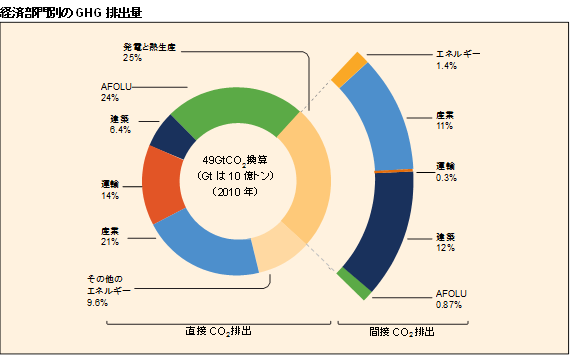 経済部門別のGHG 排出量
発電と熱生産
25%
AFOLU
24%
建築
6.4%
運輸
14%
産業
21%
その他の
エネルギー
9.6%
49GtCO2換算
(Gt は 10 億トン)
(2010 年)
エネルギー
1.4%
産業
11%
運輸
0.3%
建築
12%
AFOLU
0.87%
直接 CO2排出
間接 CO2排出